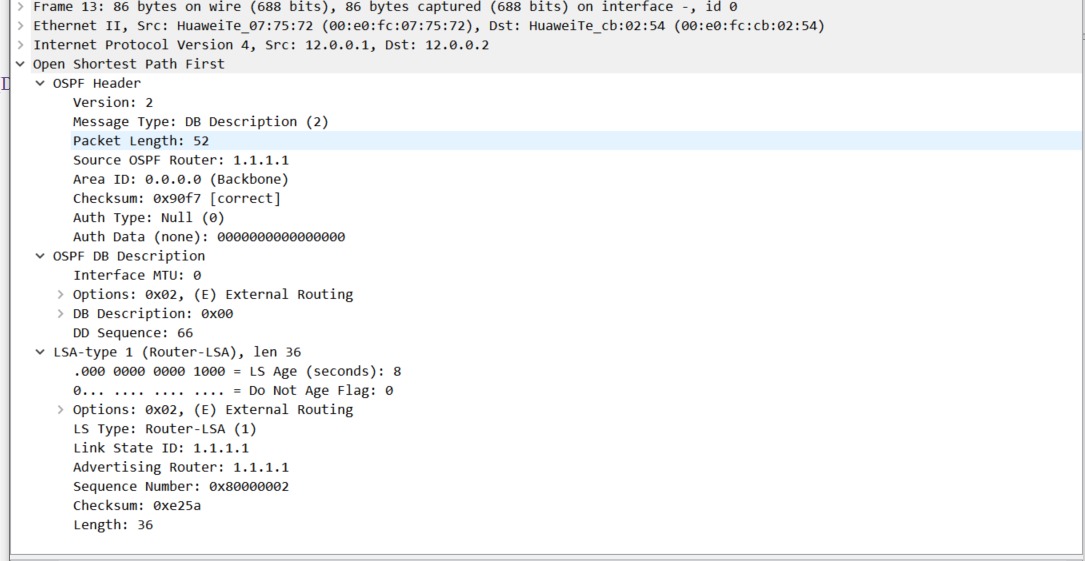 Frame 13: 86 bytes on wire (688 bits), 86 bytes captured (688 bits) on interface -, id 0
Ethernet II, Src: HuaweiTe_07:75:72 (00:e0:fc:07:75:72), Dst: HuaweiTe_cb:02:54 (00:e0:fc:cb:02:54)
Internet Protocol Version 4, Src: 12.0.0.1, Dst: 12.0.0.2
Open Shortest Path First
OSPF Header
Version: 2
Message Type: DB Description (2)
Packet Length: 52
Source OSPF Router: 1.1.1.1
Area ID: 0.0.0.0 (Backbone)
Checksum: 0x90f7 [correct]
Auth Type: Null (0)
Auth Data (none): 0000000000000000
OSPF DB Description
Interface MTU: 0
Options: 0x02, (E) External Routing
DB Description: 0x00
DD Sequence: 66
LSA-type 1 (Router-LSA), len 36
.000 0000 0000 1000 = LS Age (seconds): 8
0... .... .... .... = Do Not Age Flag: 0
Options: 0x02, (E) External Routing
LS Type: Router-LSA (1)
Link State ID: 1.1.1.1
Advertising Router: 1.1.1.1
Sequence Number: 0x80000002
Checksum: 0xe25a
Length: 36